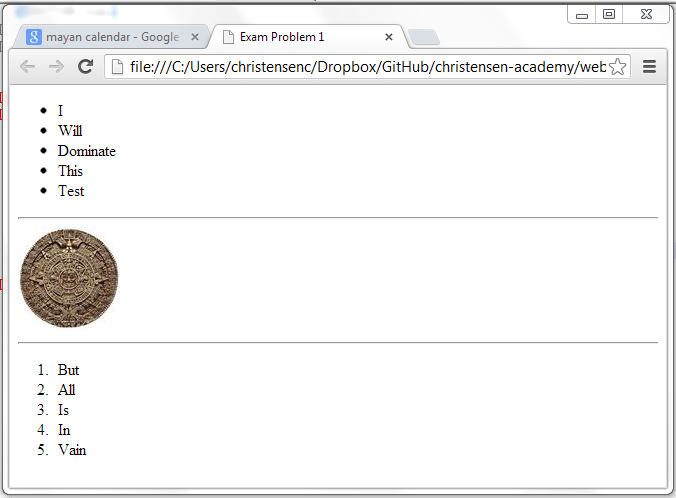 mayan calendar - Google
Exam Problem 1
file:///C:/Users/christensenc/Dropbox/GitHub/christensen-academy/web
• I
• Will
• Dominate
• This
• Test
1. But
2. All
3. Is
4. In
5. Vain